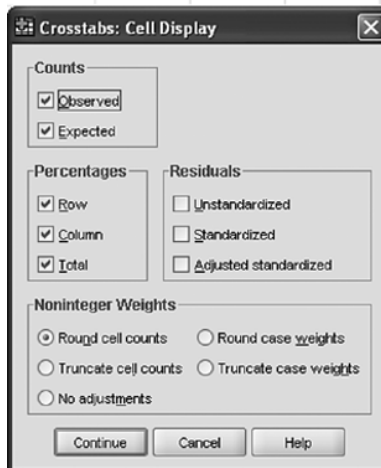 Crosstabs: Cell Display
Counts
Observed
Expected
Percentages
Row
Column
Total
Residuals
Unstandardized
Standardized
Adjusted standardized
Noninteger Weights
Round cell counts
Round case weights
Truncate cell counts
Truncate case weights
No adjustments
Continue
Cancel
Help